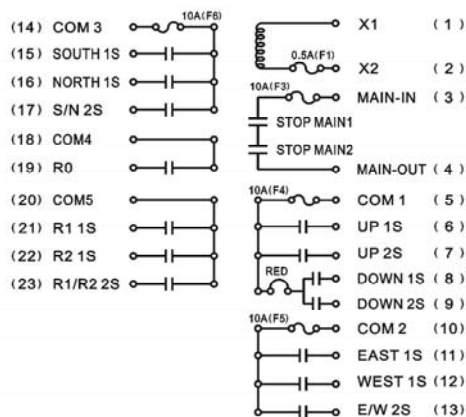 (14) COM 3 10A(F6)
(15) SOUTH 1S
(16) NORTH 1S
(17) S/N 2S
(18) COM4
(19) R0
(20) COM5
(21) R1 1S
(22) R2 1S
(23) R1/R2 2S
X1 (1)
0.5A(F1)
X2 (2)
10A(F3)
MAIN-IN (3)
STOP MAIN1
STOP MAIN2
MAIN-OUT (4)
10A(F4)
COM 1 (5)
UP 1S (6)
UP 2S (7)
RED
DOWN 1S (8)
DOWN 2S (9)
10A(F5)
COM 2 (10)
EAST 1S (11)
WEST 1S (12)
E/W 2S (13)